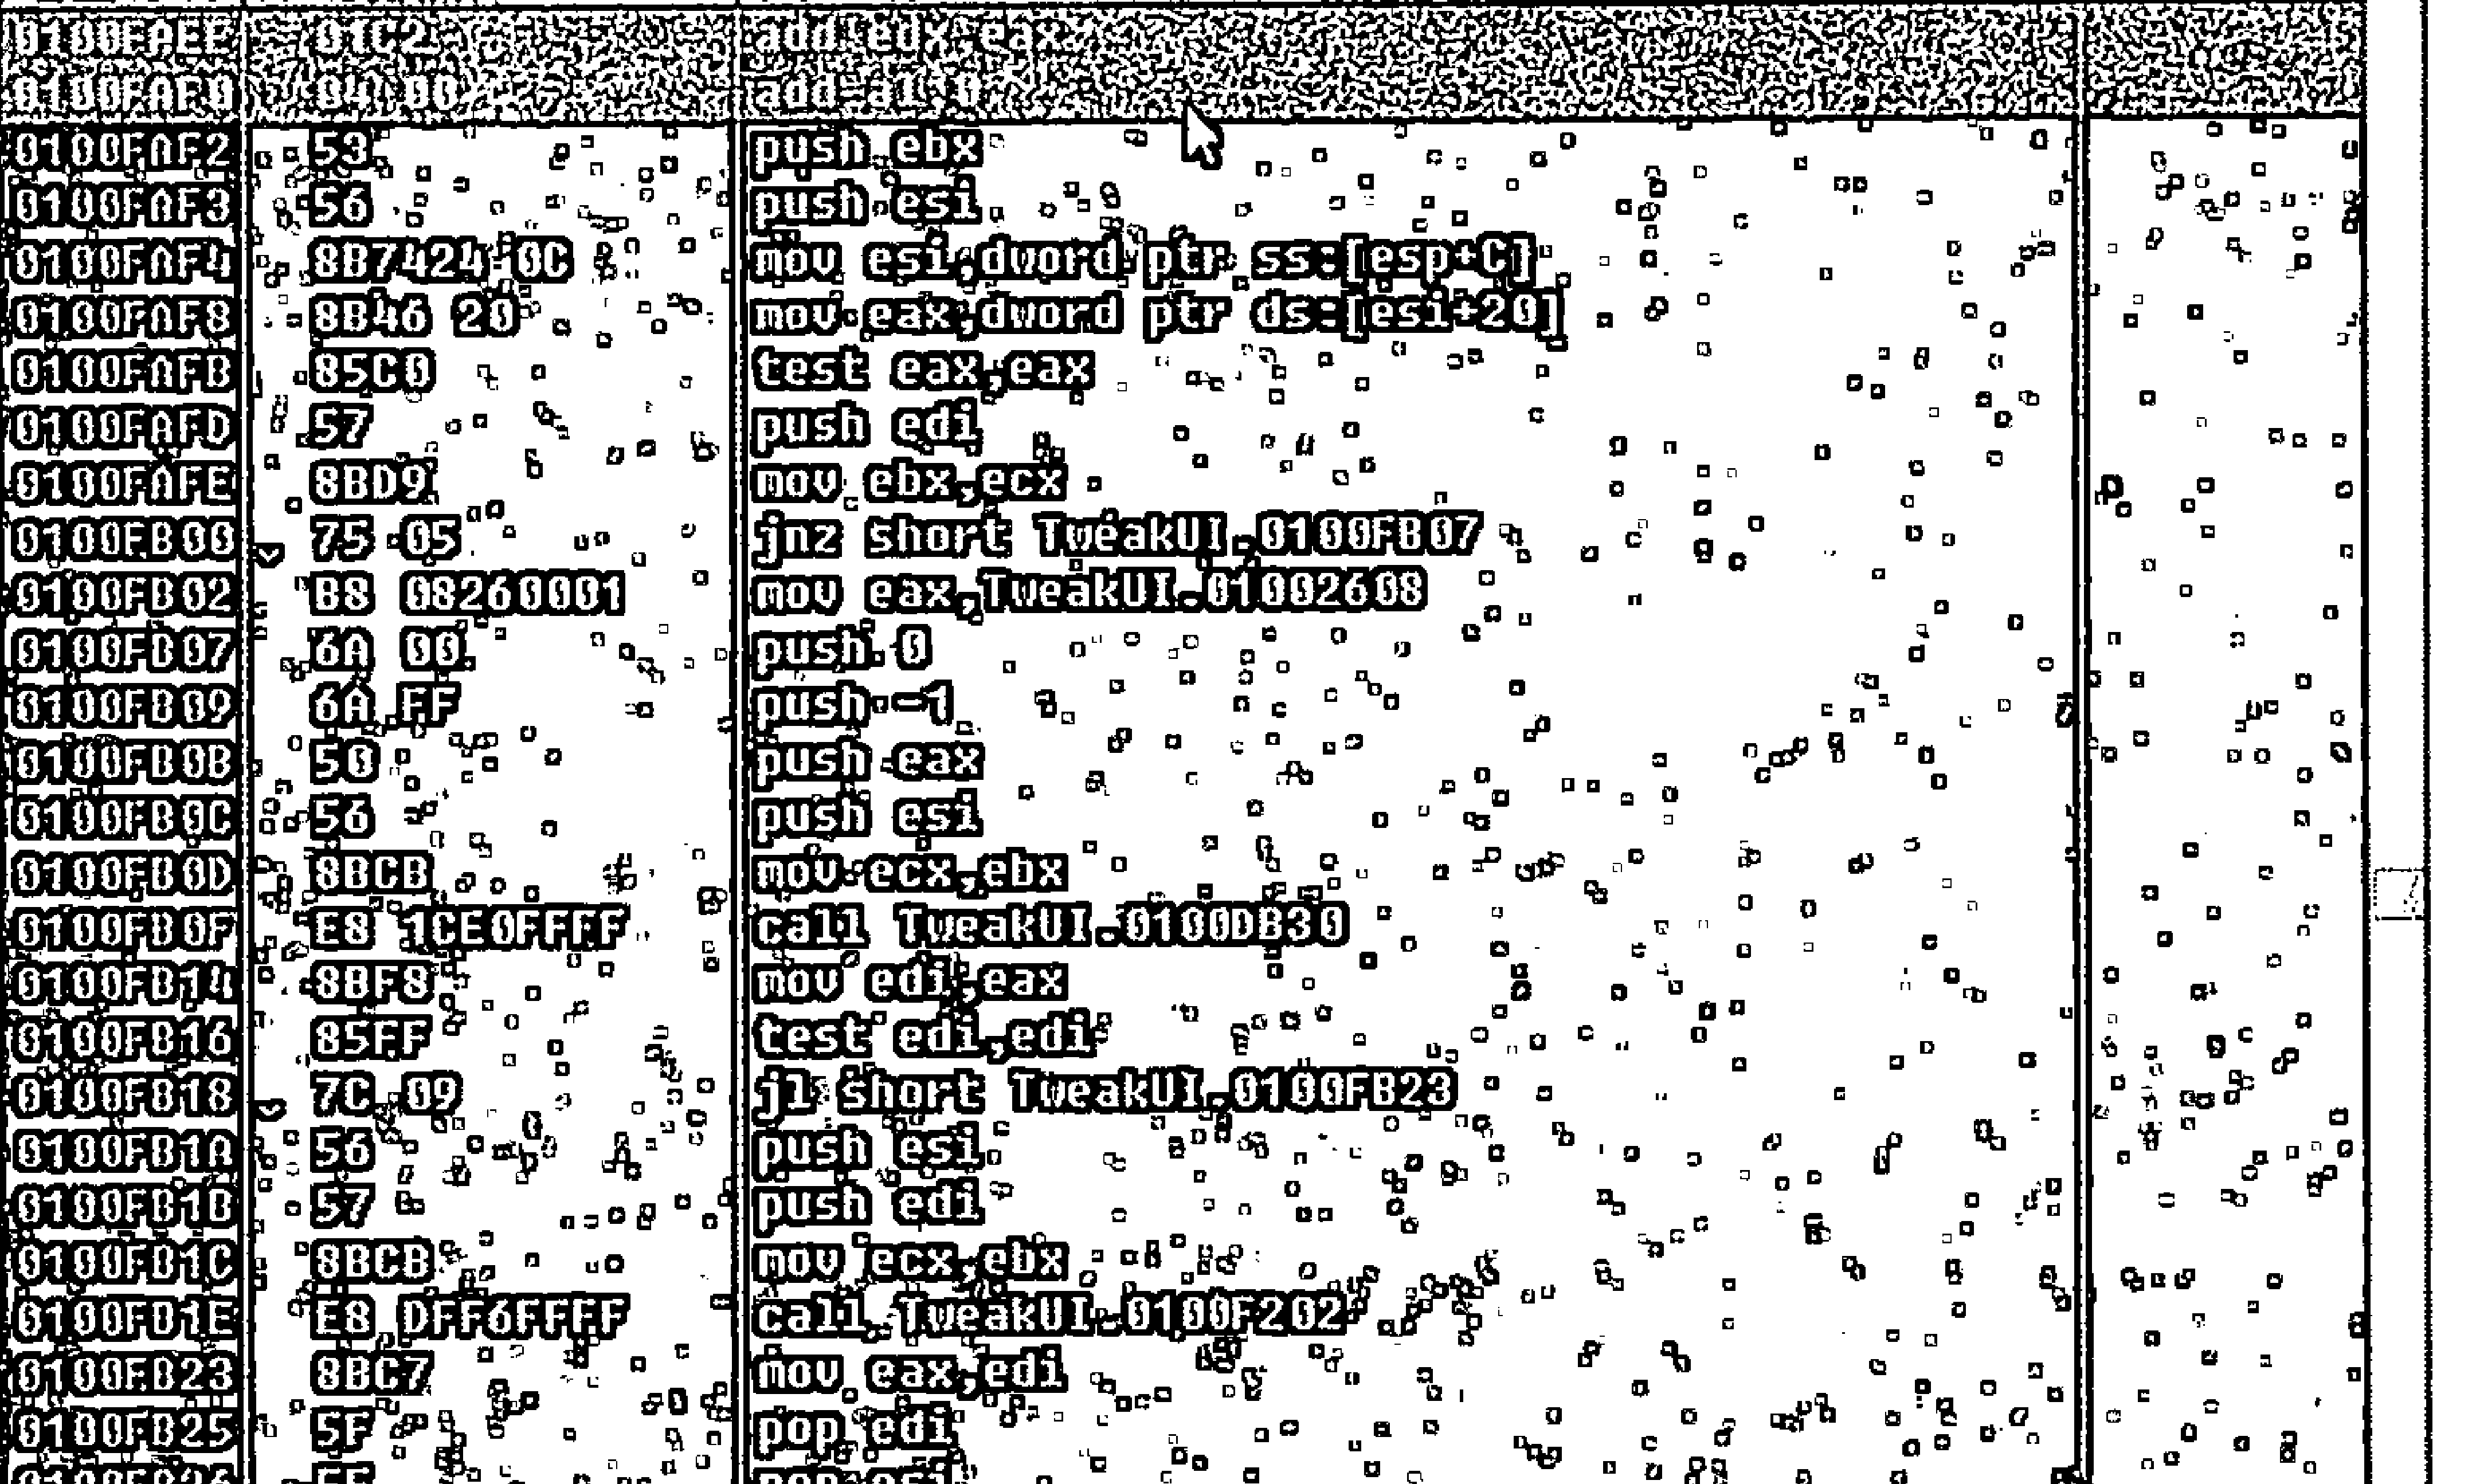 0100FAEE 01C2 add edx,eax
0100FAF0 04 00 add al,0
0100FAF2 53 push ebx
0100FAF3 56 push esi
0100FAF4 8B7424 0C mov esi,dword ptr ss:[esp+C]
0100FAF8 8B46 20 mov eax,dword ptr ds:[esi+20]
0100FAFB 85C0 test eax,eax
0100FAFD 57 push edi
0100FAFE 8BD9 mov ebx,ecx
0100FB00 75 05 jnz short TweakUI.0100FB07
0100FB02 B8 08260001 mov eax,TweakUI.01002608
0100FB07 6A 00 push 0
0100FB09 6A FF push -1
0100FB0B 50 push eax
0100FB0C 56 push esi
0100FB0D 8BCB mov ecx,ebx
0100FB0F E8 1CE0FFFF call TweakUI.0100DB30
0100FB14 8BF8 mov edi,eax
0100FB16 85FF test edi,edi
0100FB18 7C 09 jl short TweakUI.0100FB23
0100FB1A 56 push esi
0100FB1B 57 push edi
0100FB1C 8BCB mov ecx,ebx
0100FB1E E8 DFF6FFFF call TweakUI.0100F202
0100FB23 8BC7 mov eax,edi
0100FB25 5F pop edi